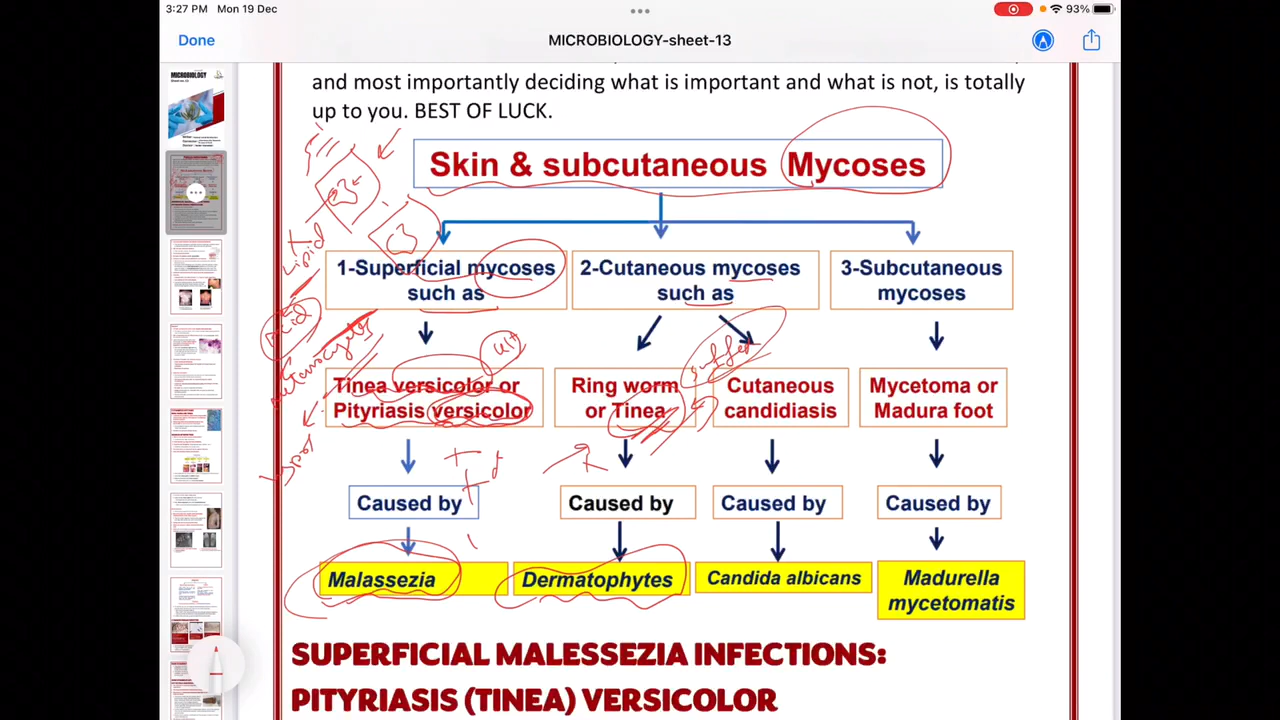 3:27 PM Mon 19 Dec
93%
Done
MICROBIOLOGY-sheet-13
MICROBIOLOGY
and most importantly deciding what is important and what is not, is totally
up to you. BEST OF LUCK.
Skin & subcutaneous Mycoses
Lipid
1-Superficial mycoses
such as
2-Cutaneous mycoses
such as
3-Subcutaneous
mycoses
Acid
Tinea versicolor or
Pityriasis versicolor
Ring worm
or Tinea
Cutaneous
candidiasis
Mycetoma or
Madura foot
Caused by
Caused by
Caused by
Caused by
Malassezia
Dermatophytes
Candida albicans
Madurella
mycetomatis
SUPERFICIAL MALESSEZIA INFECTIONS:
PITYRIASE (TINEA) VERSICOLOR